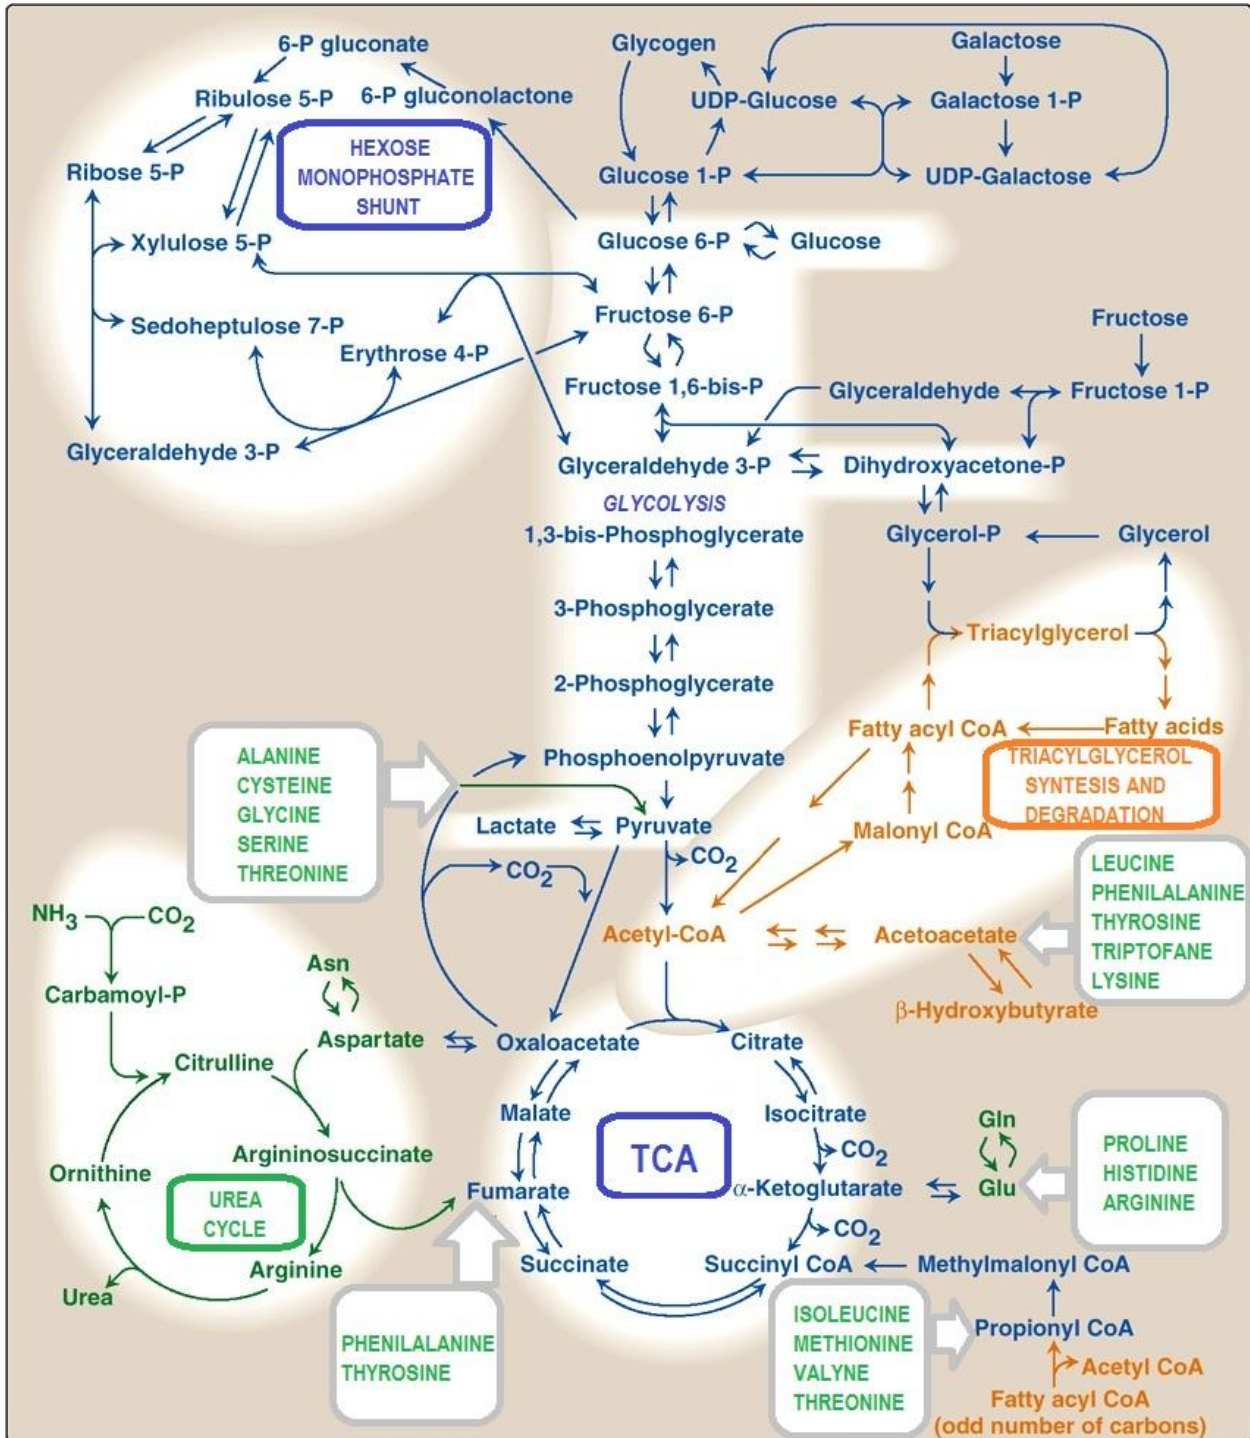 6-P gluconate
Ribulose 5-P
6-P gluconolactone
Ribose 5-P
HEXOSE
MONOPHOSPHATE
SHUNT
Xylulose 5-P
Sedoheptulose 7-P
Erythrose 4-P
Glyceraldehyde 3-P
Glycogen
UDP-Glucose
Glucose 1-P
Galactose
Galactose 1-P
UDP-Galactose
Glucose 6-P
Glucose
Fructose 6-P
Fructose 1,6-bis-P
Fructose
Glyceraldehyde
Fructose 1-P
Glyceraldehyde 3-P
Dihydroxyacetone-P
GLYCOLYSIS
1,3-bis-Phosphoglycerate
Glycerol-P
Glycerol
3-Phosphoglycerate
Triacylglycerol
2-Phosphoglycerate
Fatty acyl CoA
Fatty acids
TRIACYLGLYCEROL
SYNTESIS AND
DEGRADATION
Malonyl CoA
Phosphoenolpyruvate
ALANINE
CYSTEINE
GLYCINE
SERINE
THREONINE
Lactate
Pyruvate
CO2
CO2
Acetyl-CoA
Acetoacetate
β-Hydroxybutyrate
LEUCINE
PHENILALANINE
THYROSINE
TRIPTOFANE
LYSINE
NH3
CO2
Carbamoyl-P
Asn
Aspartate
Citrulline
Argininosuccinate
Ornithine
UREA
CYCLE
Arginine
Urea
Oxaloacetate
Citrate
Malate
Isocitrate
TCA
CO2
Fumarate
α-Ketoglutarate
CO2
Succinate
Succinyl CoA
Gln
Glu
PROLINE
HISTIDINE
ARGININE
Methylmalonyl CoA
PHENILALANINE
THYROSINE
ISOLEUCINE
METHIONINE
VALYNE
THREONINE
Propionyl CoA
Acetyl CoA
Fatty acyl CoA
(odd number of carbons)